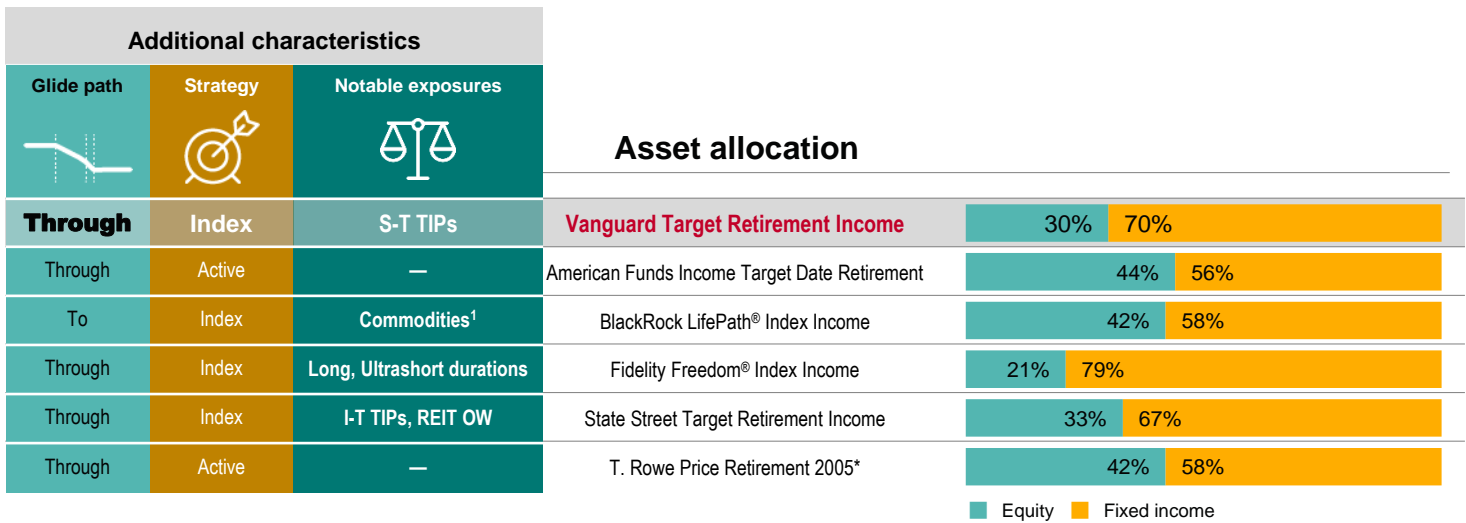 Additional characteristics
Glide path Strategy Notable exposures
Asset allocation
Through Index S-T TIPs Vanguard Target Retirement Income 30% 70%
Through Active — American Funds Income Target Date Retirement 44% 56%
To Index Commodities¹ BlackRock LifePath® Index Income 42% 58%
Through Index Long, Ultrashort durations Fidelity Freedom® Index Income 21% 79%
Through Index I-T TIPs, REIT OW State Street Target Retirement Income 33% 67%
Through Active — T. Rowe Price Retirement 2005* 42% 58%
Equity Fixed income